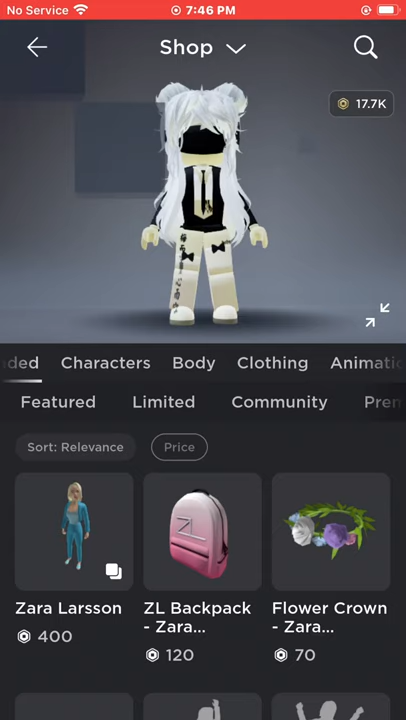 No Service 7:46 PM
Shop
17.7K
ded Characters Body Clothing Animatic
Featured Limited Community Prem
Sort: Relevance Price
Zara Larsson
400
ZL Backpack
- Zara...
120
Flower Crown
- Zara...
70